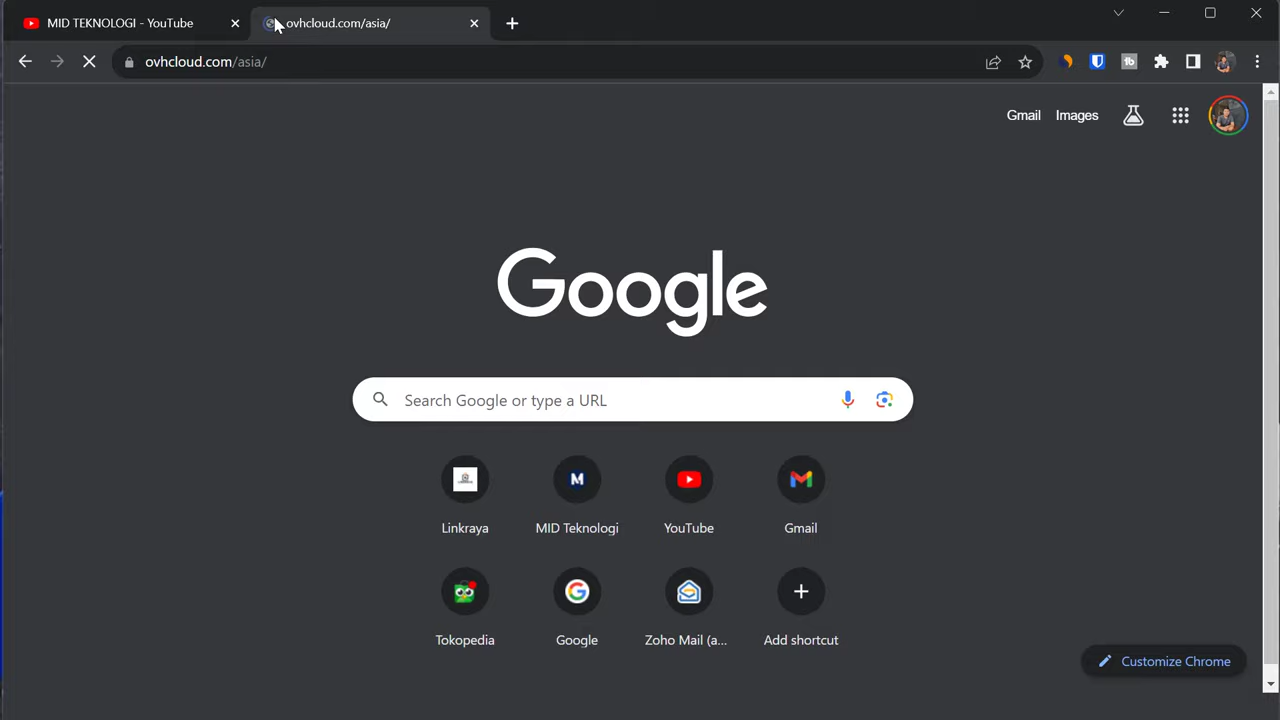 MID TEKNOLOGI - YouTube
ovhcloud.com/asia/
ovhcloud.com/asia/
Gmail
Images
Google
Search Google or type a URL
Linkraya
MID Teknologi
YouTube
Gmail
Tokopedia
Google
Zoho Mail (a...
Add shortcut
Customize Chrome